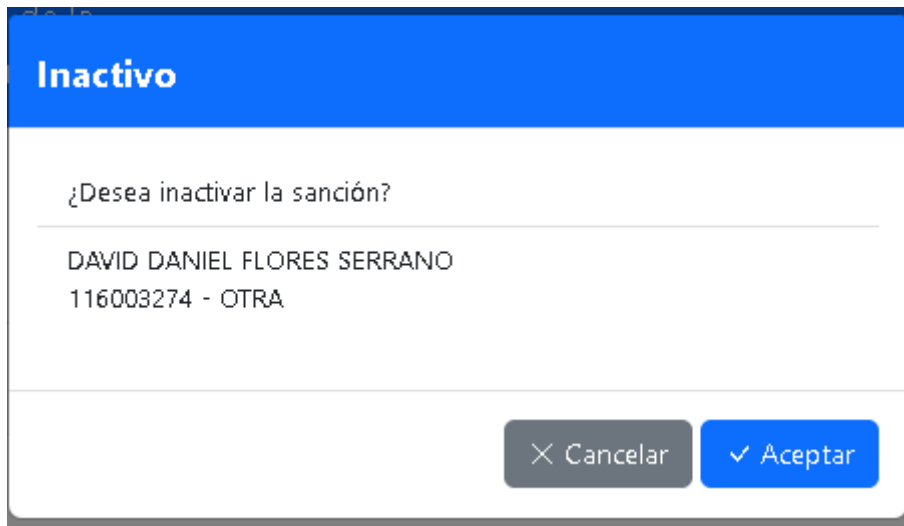 Inactivo
¿Desea inactivar la sanción?
DAVID DANIEL FLORES SERRANO
116003274 - OTRA
Cancelar
Aceptar